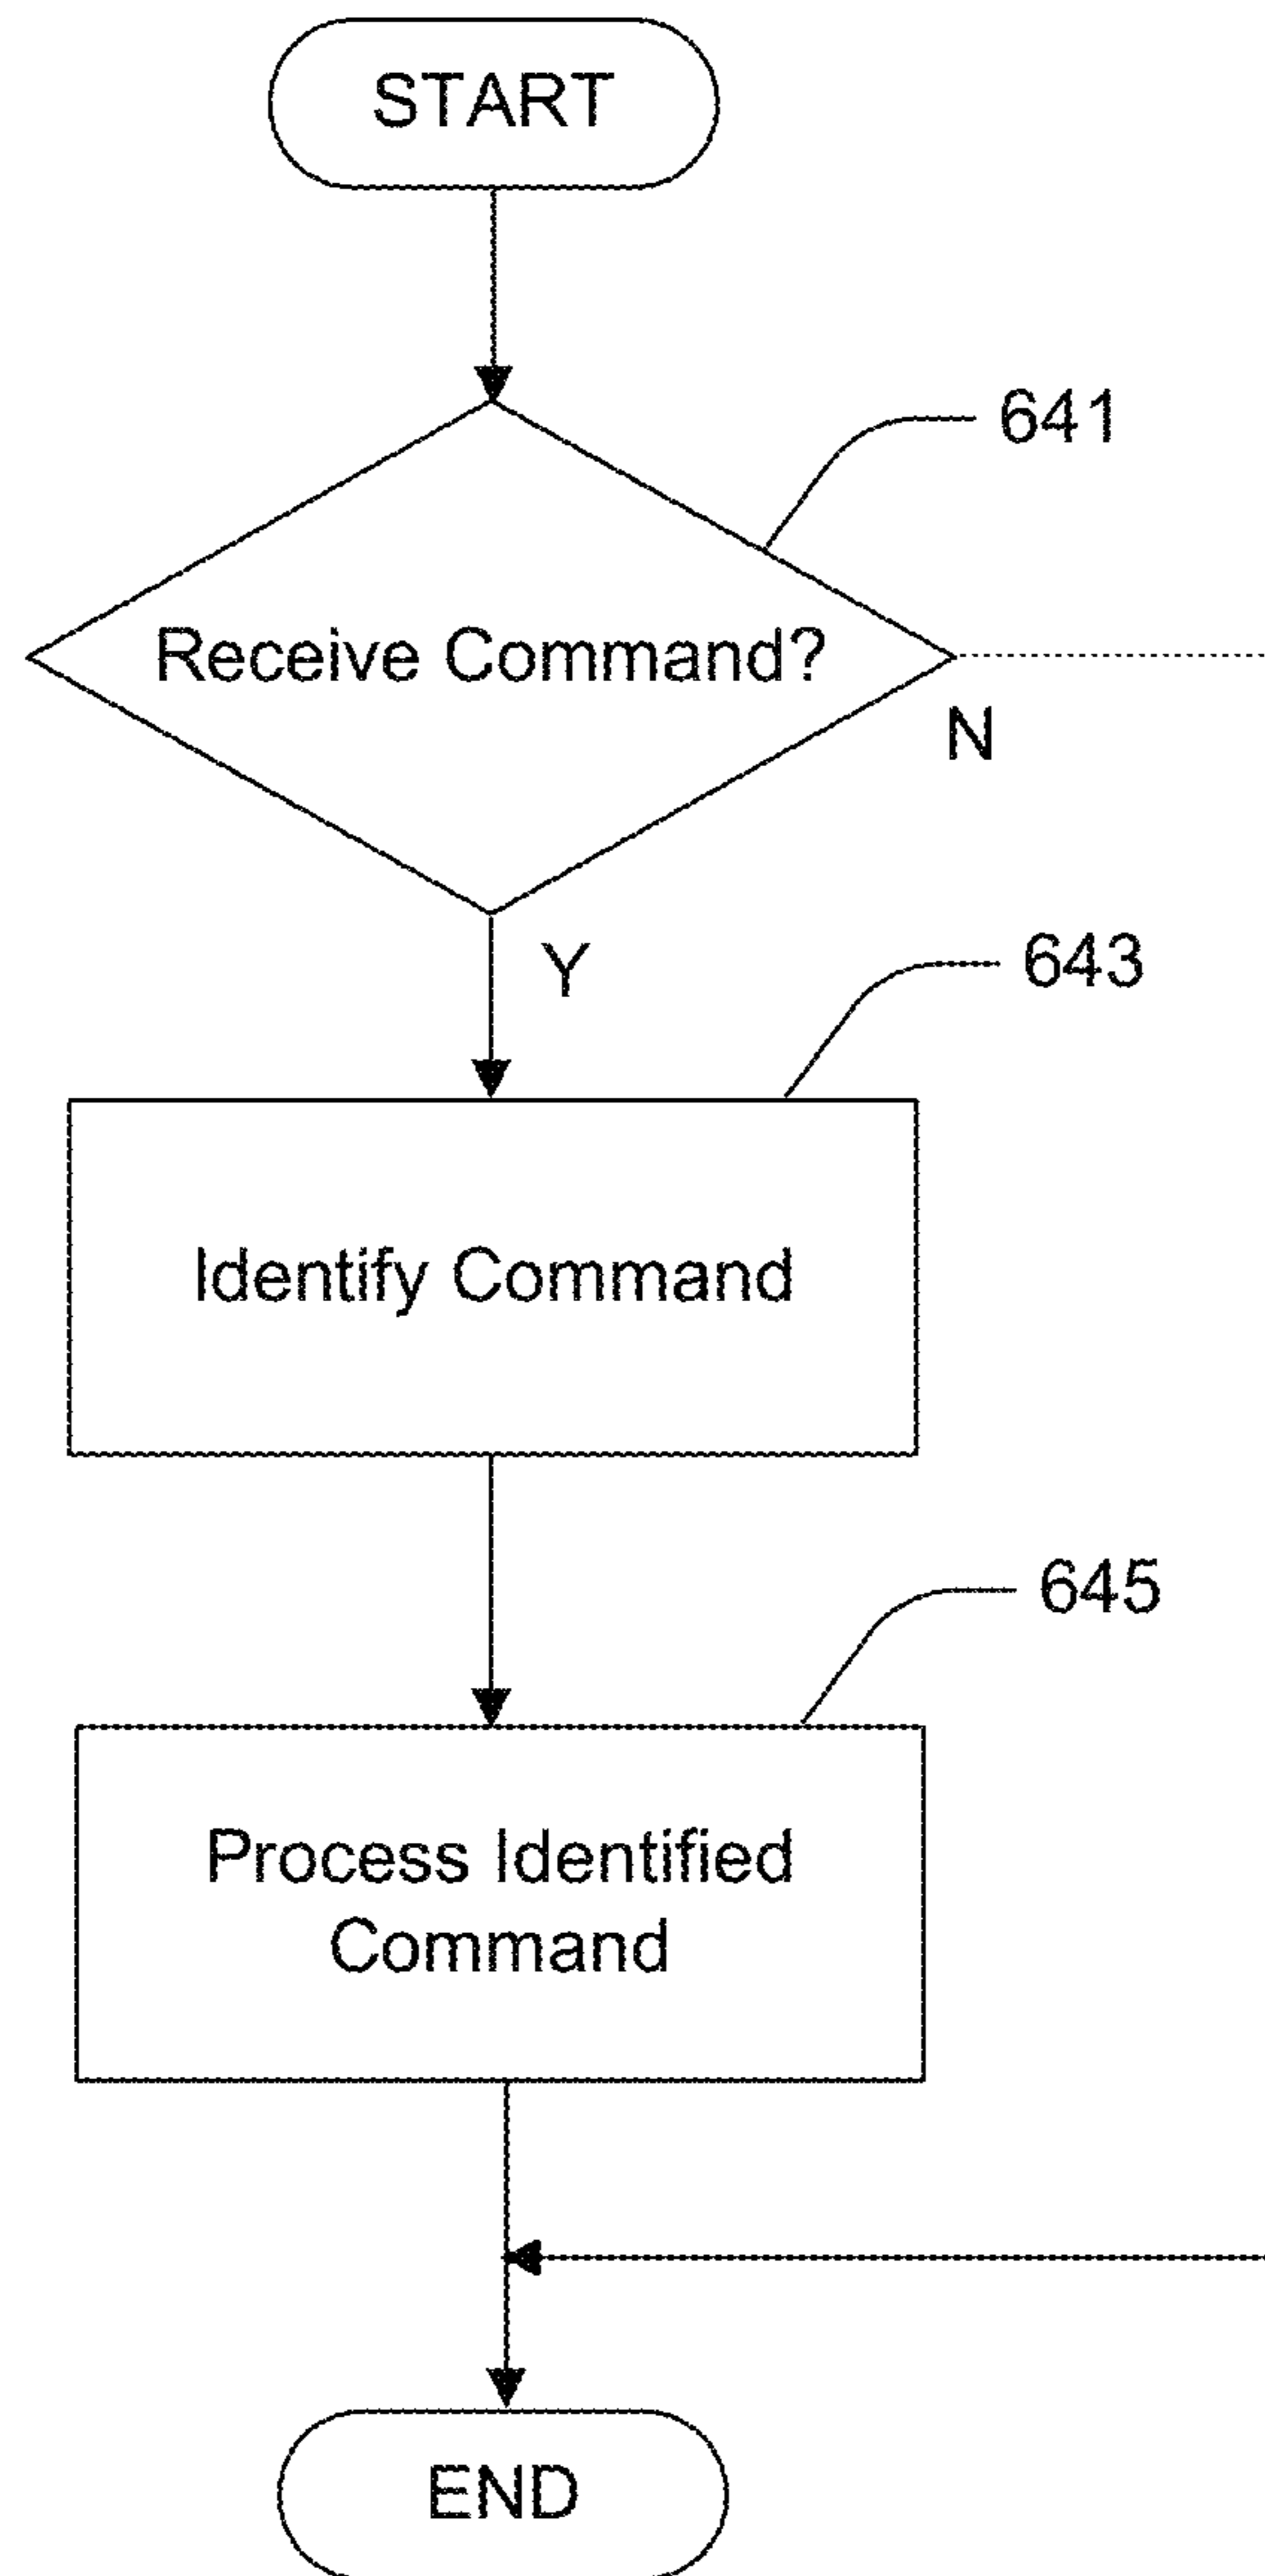 START
641
Receive Command?
N
Y
643
Identify Command
645
Process Identified
Command
END